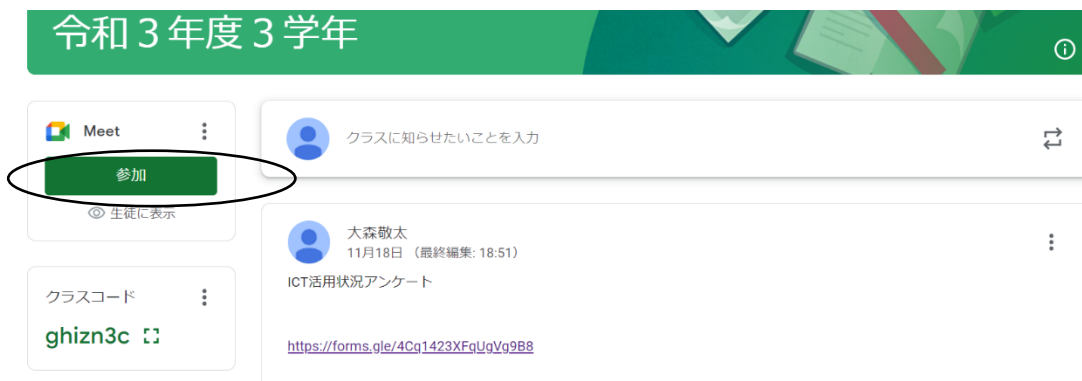 令和３年度３学年
Meet
参加
生徒に表示
クラスコード
ghizn3c
クラスに知らせたいことを入力
大森敬太
11月18日 （最終編集: 18:51）
ICT活用状況アンケート
https://forms.gle/4Cq1423XFqUgVg9B8